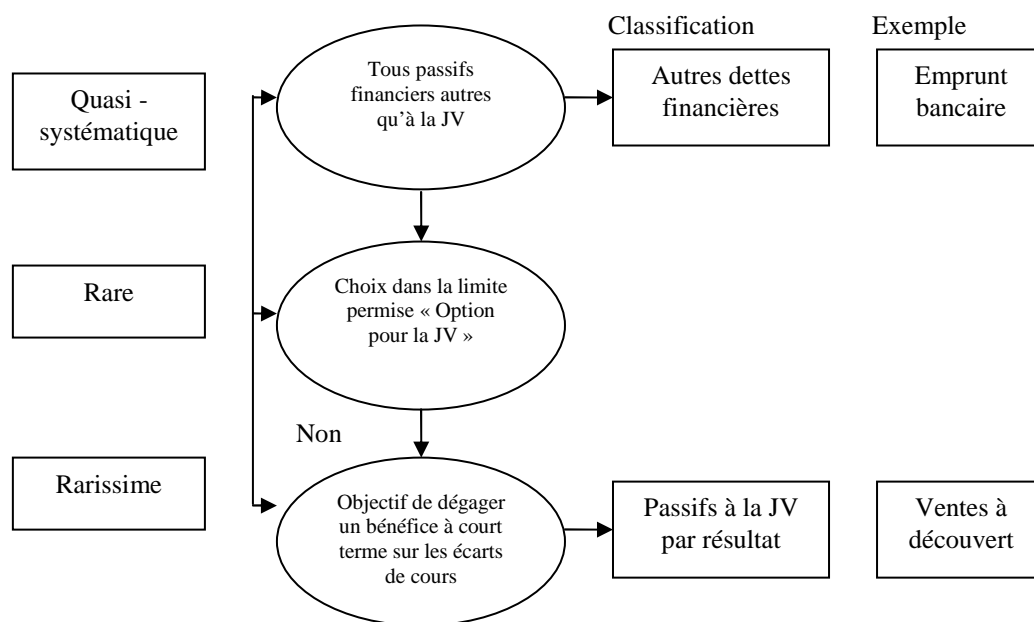 Classification
Exemple
Quasi -
systématique
Tous passifs
financiers autres
qu'à la JV
Autres dettes
financières
Emprunt
bancaire
Rare
Choix dans la limite
permise « Option
pour la JV »
Non
Rarissime
Objectif de dégager
un bénéfice à court
terme sur les écarts
de cours
Passifs à la JV
par résultat
Ventes à
découvert